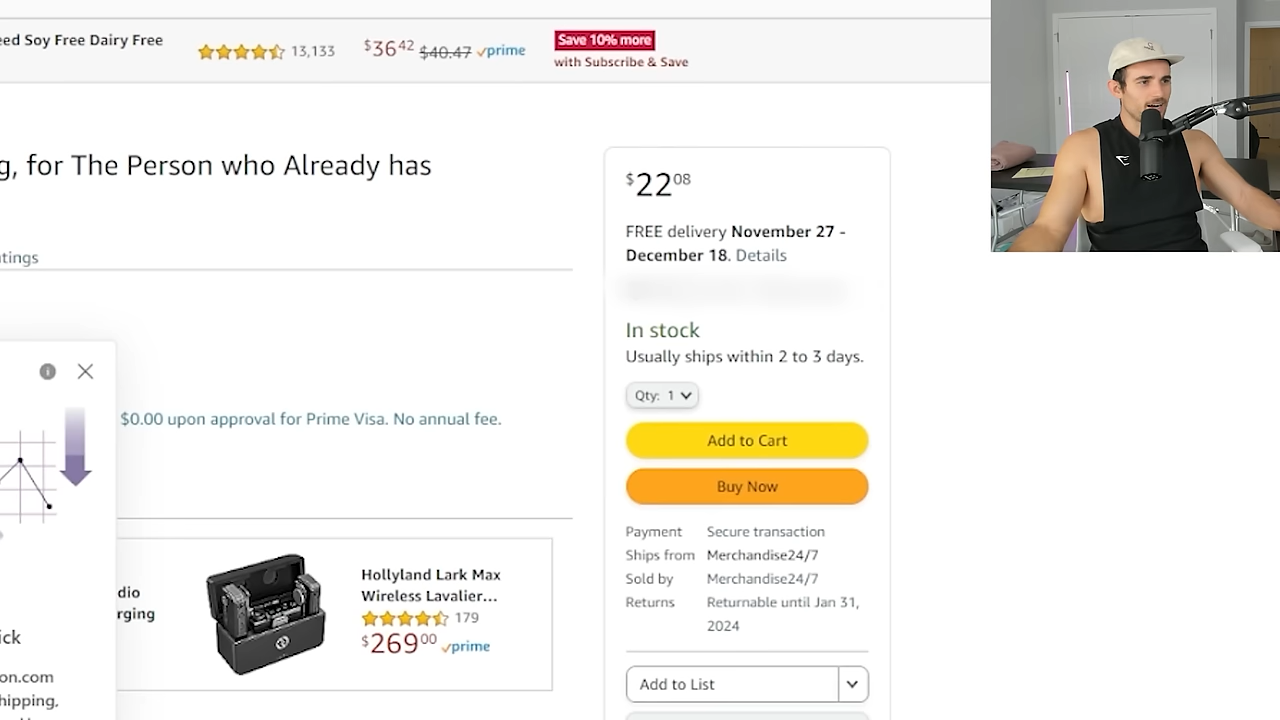 eed Soy Free Dairy Free
13,133
$36 42 $40.47 prime
Save 10% more
with Subscribe & Save
g, for The Person who Already has
$22 08
FREE delivery November 27 -
December 18. Details
tings
In stock
Usually ships within 2 to 3 days.
Qty: 1
$0.00 upon approval for Prime Visa. No annual fee.
Add to Cart
Buy Now
Payment Secure transaction
Ships from Merchandise24/7
Sold by Merchandise24/7
Returns Returnable until Jan 31,
2024
dio
rging
Hollyland Lark Max
Wireless Lavalier...
179
$269 00 prime
ick
on.com
hipping,
Add to List